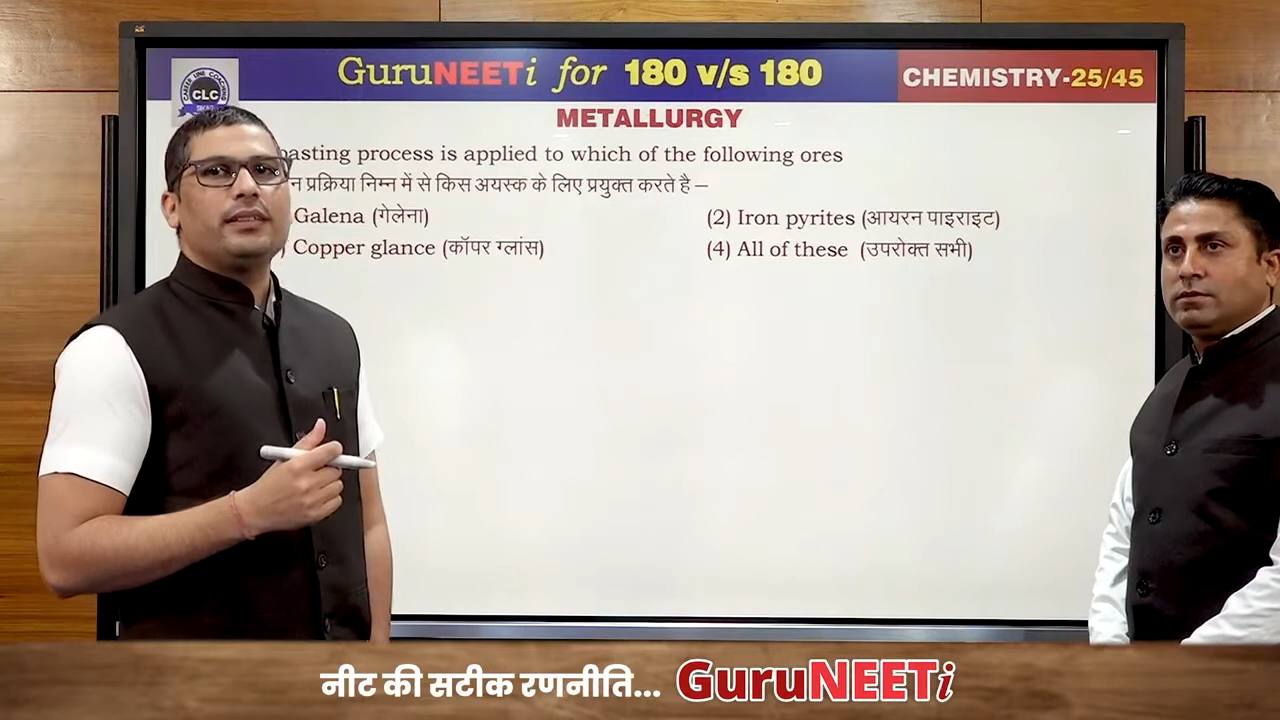 GuruNEETi for 180 v/s 180
CHEMISTRY-25/45
CLC
METALLURGY
process is applied to which of the following ores
प्रक्रिया निम्न में से किस अयस्क के लिए प्रयुक्त करते है –
Galena (गेलेना)
(2) Iron pyrites (आयरन पाइराइट)
Copper glance (कॉपर ग्लांस)
(4) All of these (उपरोक्त सभी)
नीट की सटीक रणनीति... GuruNEETi